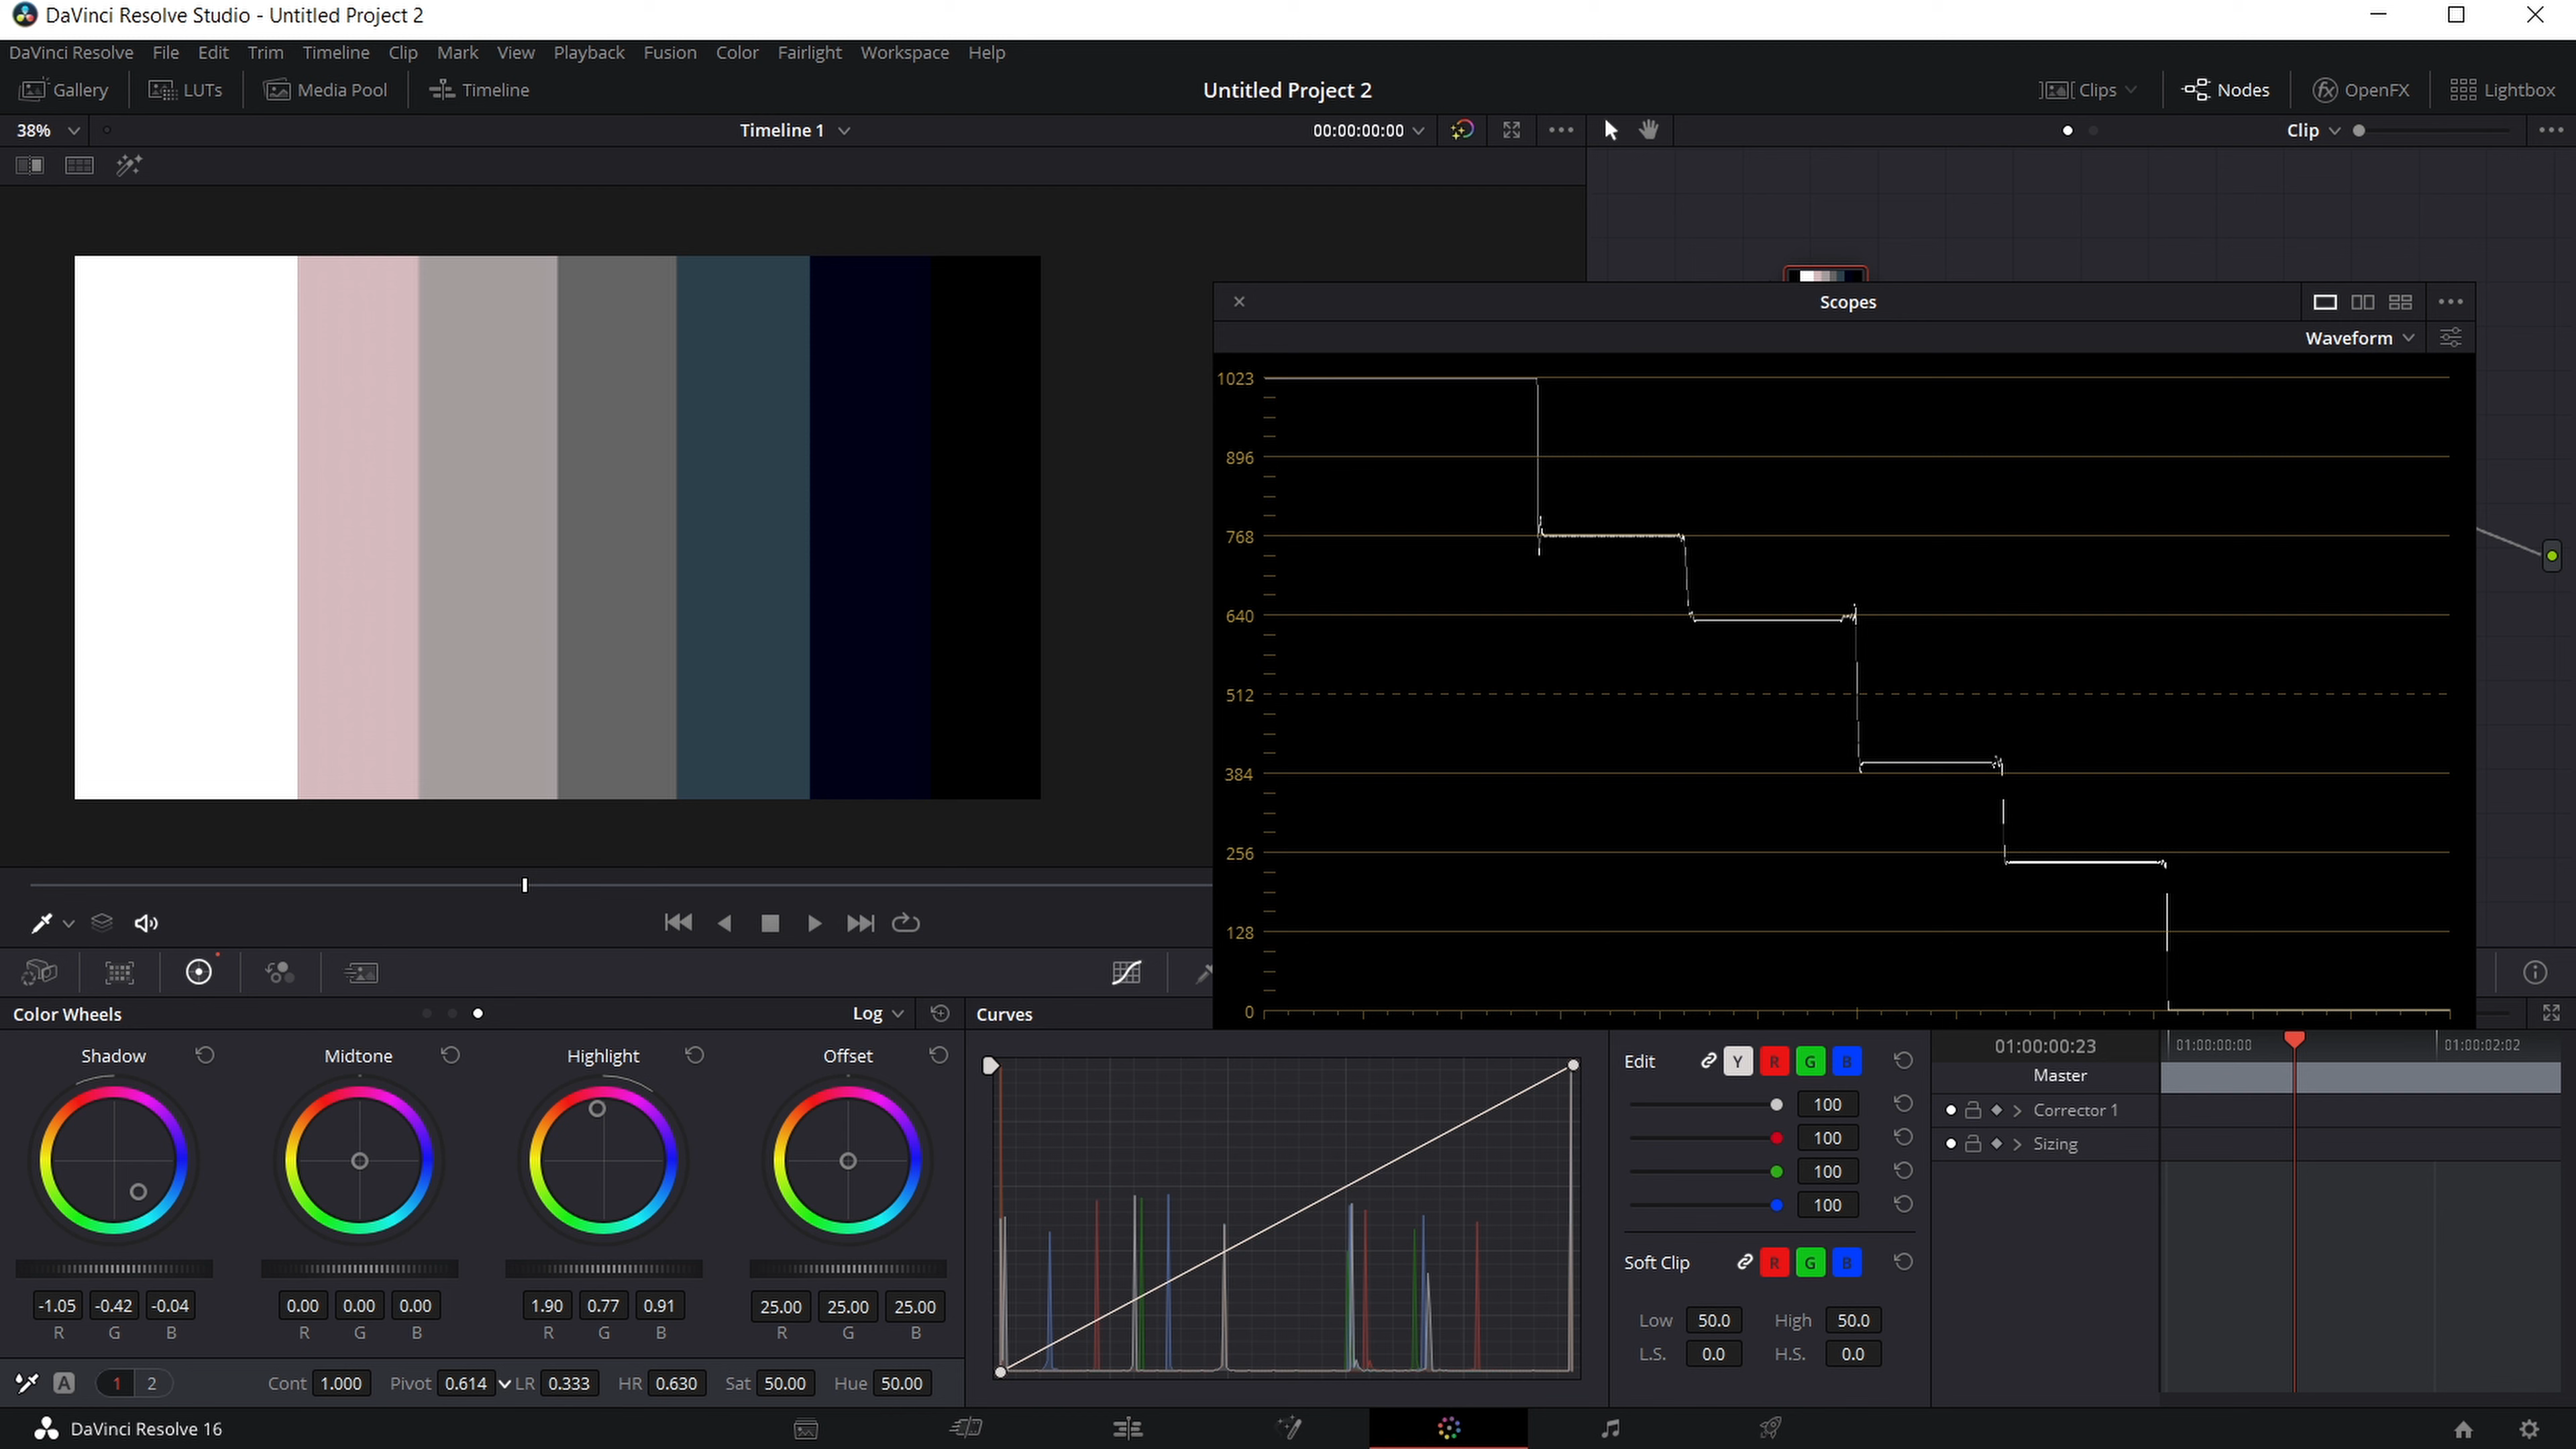 DaVinci Resolve Studio - Untitled Project 2
DaVinci Resolve File Edit Trim Timeline Clip Mark View Playback Fusion Color Fairlight Workspace Help
Gallery LUTs Media Pool Timeline Untitled Project 2 Clips Nodes fx OpenFX Lightbox
38% Timeline 1 00:00:00:00 Clip
Scopes
Waveform
1023
896
768
640
512
384
256
128
0
Color Wheels Log Curves
Shadow Midtone Highlight Offset
-1.05 -0.42 -0.04 0.00 0.00 0.00 1.90 0.77 0.91 25.00 25.00 25.00
R G B R G B R G B R G B
A 1 2 Cont 1.000 Pivot 0.614 LR 0.333 HR 0.630 Sat 50.00 Hue 50.00
Edit Y R G B
100
100
100
100
Soft Clip R G B
Low 50.0 High 50.0
L.S. 0.0 H.S. 0.0
01:00:00:23 01:00:00:00 01:00:02:02
Master
Corrector 1
Sizing
DaVinci Resolve 16